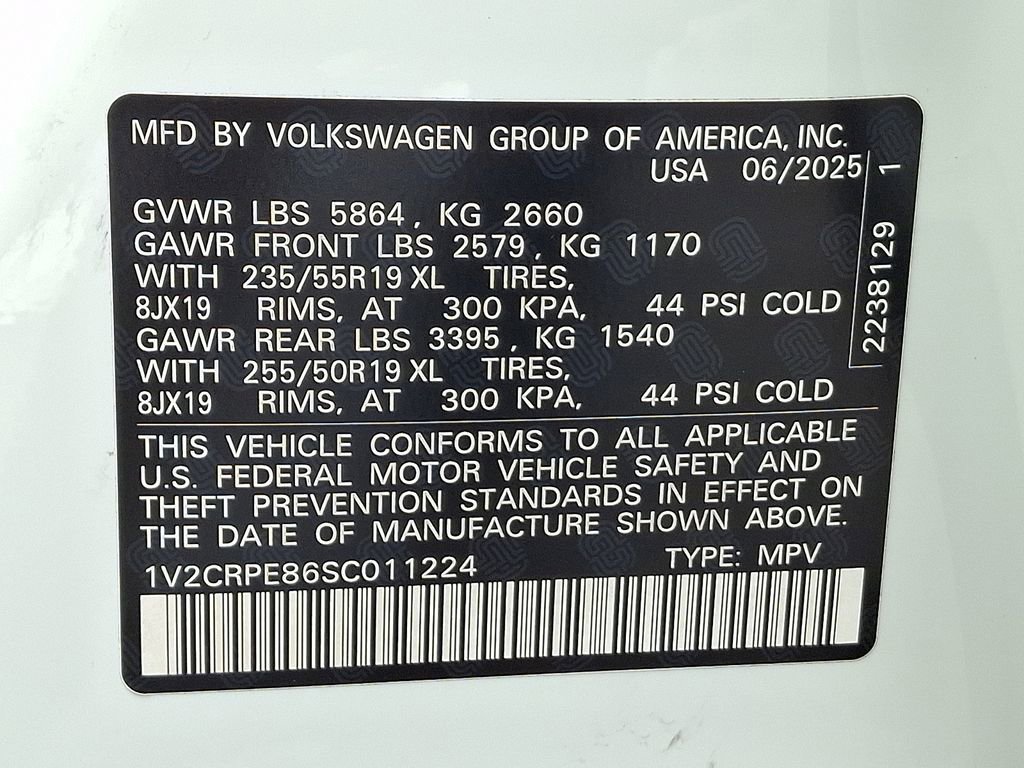 MFD BY VOLKSWAGEN GROUP OF AMERICA, INC.
USA 06/2025
GVWR LBS 5864, KG 2660
GAWR FRONT LBS 2579, KG 1170
WITH 235/55R19 XL TIRES,
8JX19 RIMS, AT 300 KPA, 44 PSI COLD
GAWR REAR LBS 3395, KG 1540
WITH 255/50R19 XL TIRES,
8JX19 RIMS, AT 300 KPA, 44 PSI COLD
THIS VEHICLE CONFORMS TO ALL APPLICABLE
U.S. FEDERAL MOTOR VEHICLE SAFETY AND
THEFT PREVENTION STANDARDS IN EFFECT ON
THE DATE OF MANUFACTURE SHOWN ABOVE.
1V2CRPE86SC011224 TYPE: MPV
2238129 1